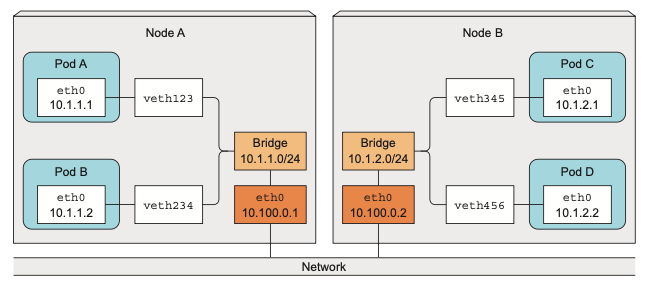 Node A
Pod A
eth0
10.1.1.1
veth123
Bridge
10.1.1.0/24
Pod B
eth0
10.1.1.2
veth234
eth0
10.100.0.1
Node B
Pod C
eth0
10.1.2.1
veth345
Bridge
10.1.2.0/24
Pod D
eth0
10.1.2.2
veth456
eth0
10.100.0.2
Network